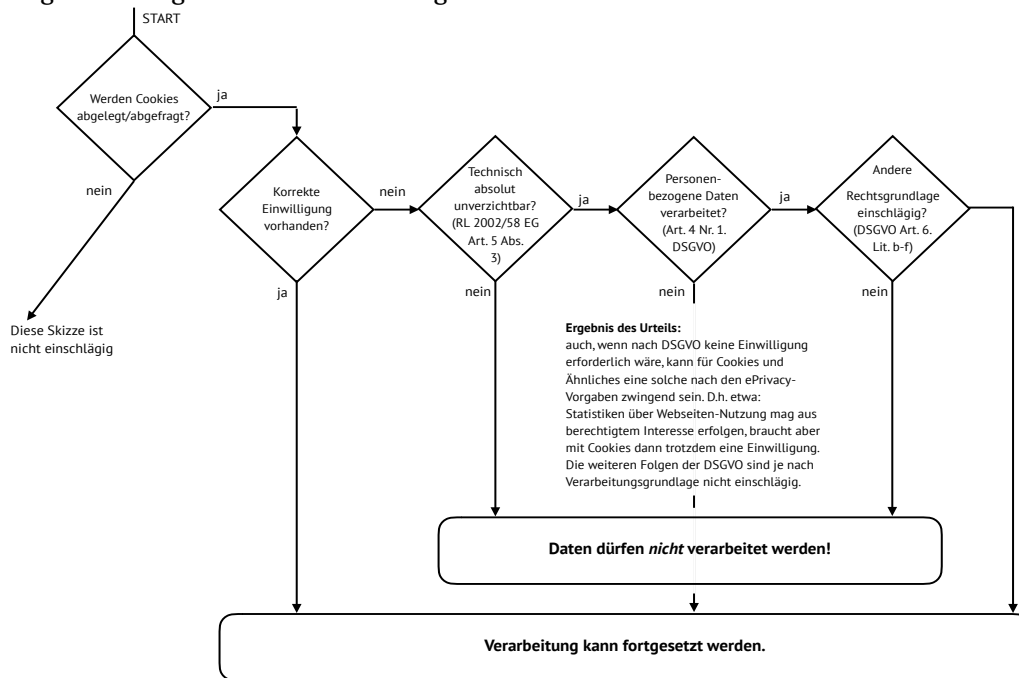 START
Werden Cookies
abgelegt/abgefragt?
ja
nein
Diese Skizze ist
nicht einschlägig
Korrekte
Einwilligung
vorhanden?
nein
ja
Technisch
absolut
unverzichtbar?
(RL 2002/58 EG
Art. 5 Abs.
3)
ja
nein
Personen-
bezogene Daten
verarbeitet?
(Art. 4 Nr. 1.
DSGVO)
ja
nein
Andere
Rechtsgrundlage
einschlägig?
(DSGVO Art. 6.
Lit. b-f)
nein
Ergebnis des Urteils:
auch, wenn nach DSGVO keine Einwilligung
erforderlich wäre, kann für Cookies und
Ähnliches eine solche nach den ePrivacy-
Vorgaben zwingend sein. D.h. etwa:
Statistiken über Webseiten-Nutzung mag aus
berechtigtem Interesse erfolgen, braucht aber
mit Cookies dann trotzdem eine Einwilligung.
Die weiteren Folgen der DSGVO sind je nach
Verarbeitungsgrundlage nicht einschlägig.
Daten dürfen nicht verarbeitet werden!
Verarbeitung kann fortgesetzt werden.